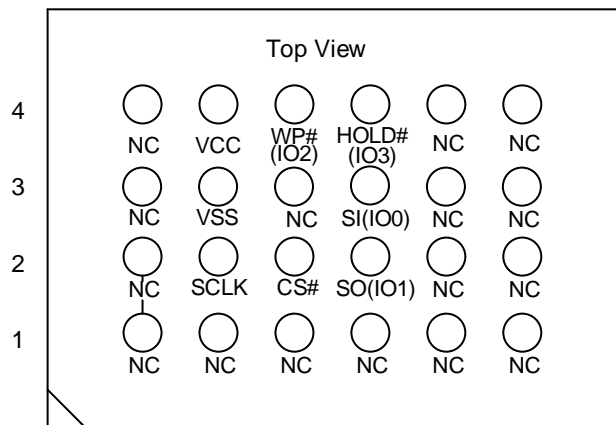 Top View
4
NC VCC WP# (IO2) HOLD# (IO3) NC NC
3
NC VSS NC SI(IO0) NC NC
2
NC SCLK CS# SO(IO1) NC NC
1
NC NC NC NC NC NC